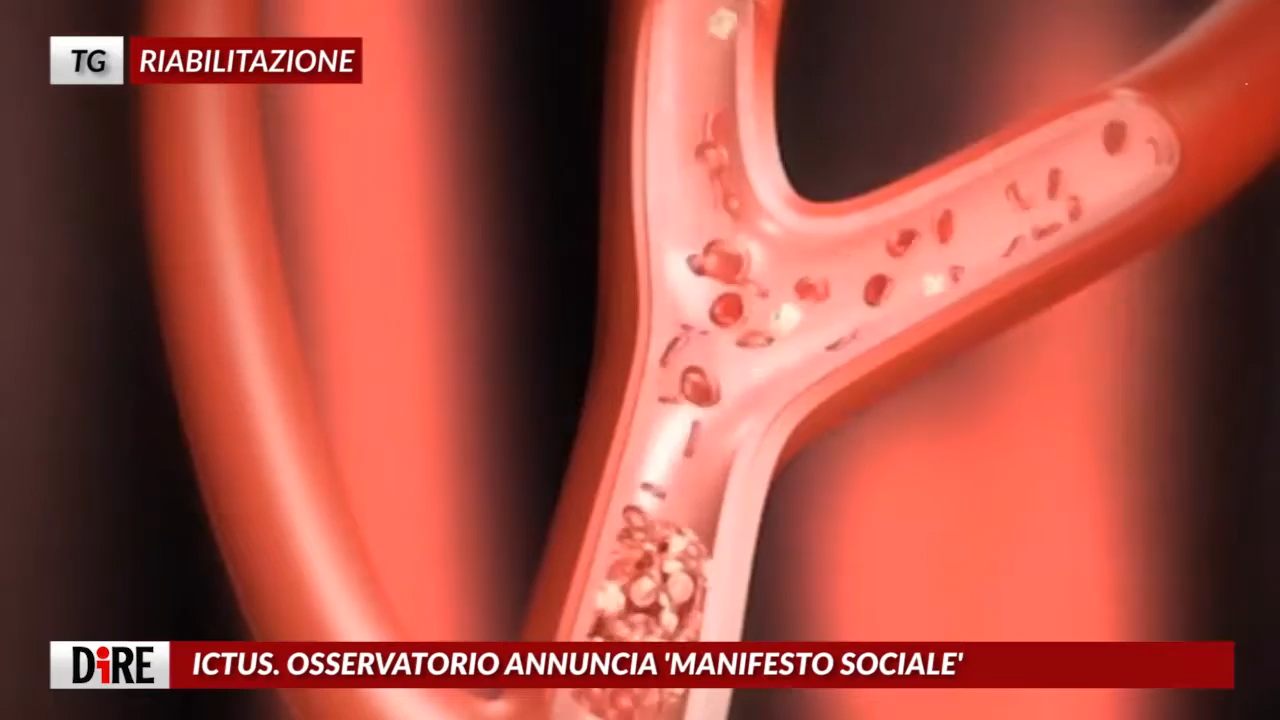 TG RIABILITAZIONE
DiRE ICTUS. OSSERVATORIO ANNUNCIA 'MANIFESTO SOCIALE'